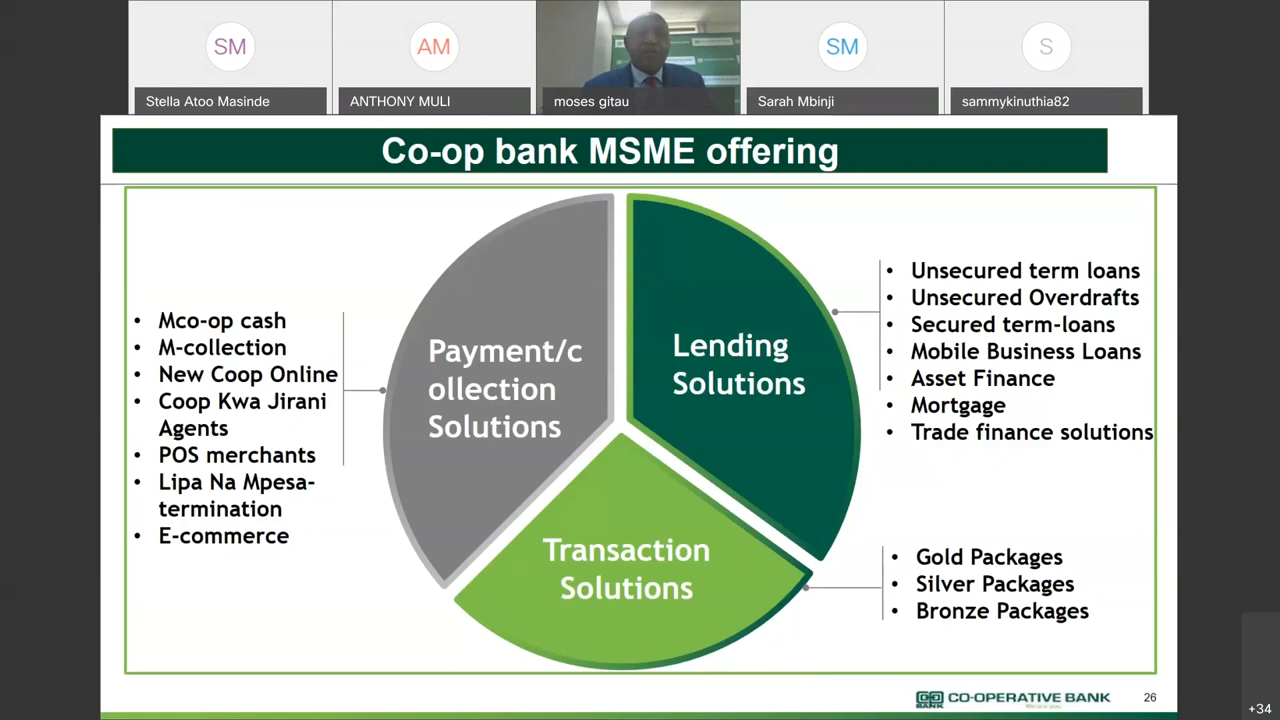 SM
AM
SM
S
Stella Atoo Masinde
ANTHONY MULI
moses gitau
Sarah Mbinji
sammykinuthia82
Co-op bank MSME offering
• Mco-op cash
• M-collection
• New Coop Online
• Coop Kwa Jirani
Agents
• POS merchants
• Lipa Na Mpesa-
termination
• E-commerce
Payment/c
ollection
Solutions
Lending
Solutions
• Unsecured term loans
• Unsecured Overdrafts
• Secured term-loans
• Mobile Business Loans
• Asset Finance
• Mortgage
• Trade finance solutions
Transaction
Solutions
• Gold Packages
• Silver Packages
• Bronze Packages
CO-OPERATIVE BANK
BANK
We are you
26
+34